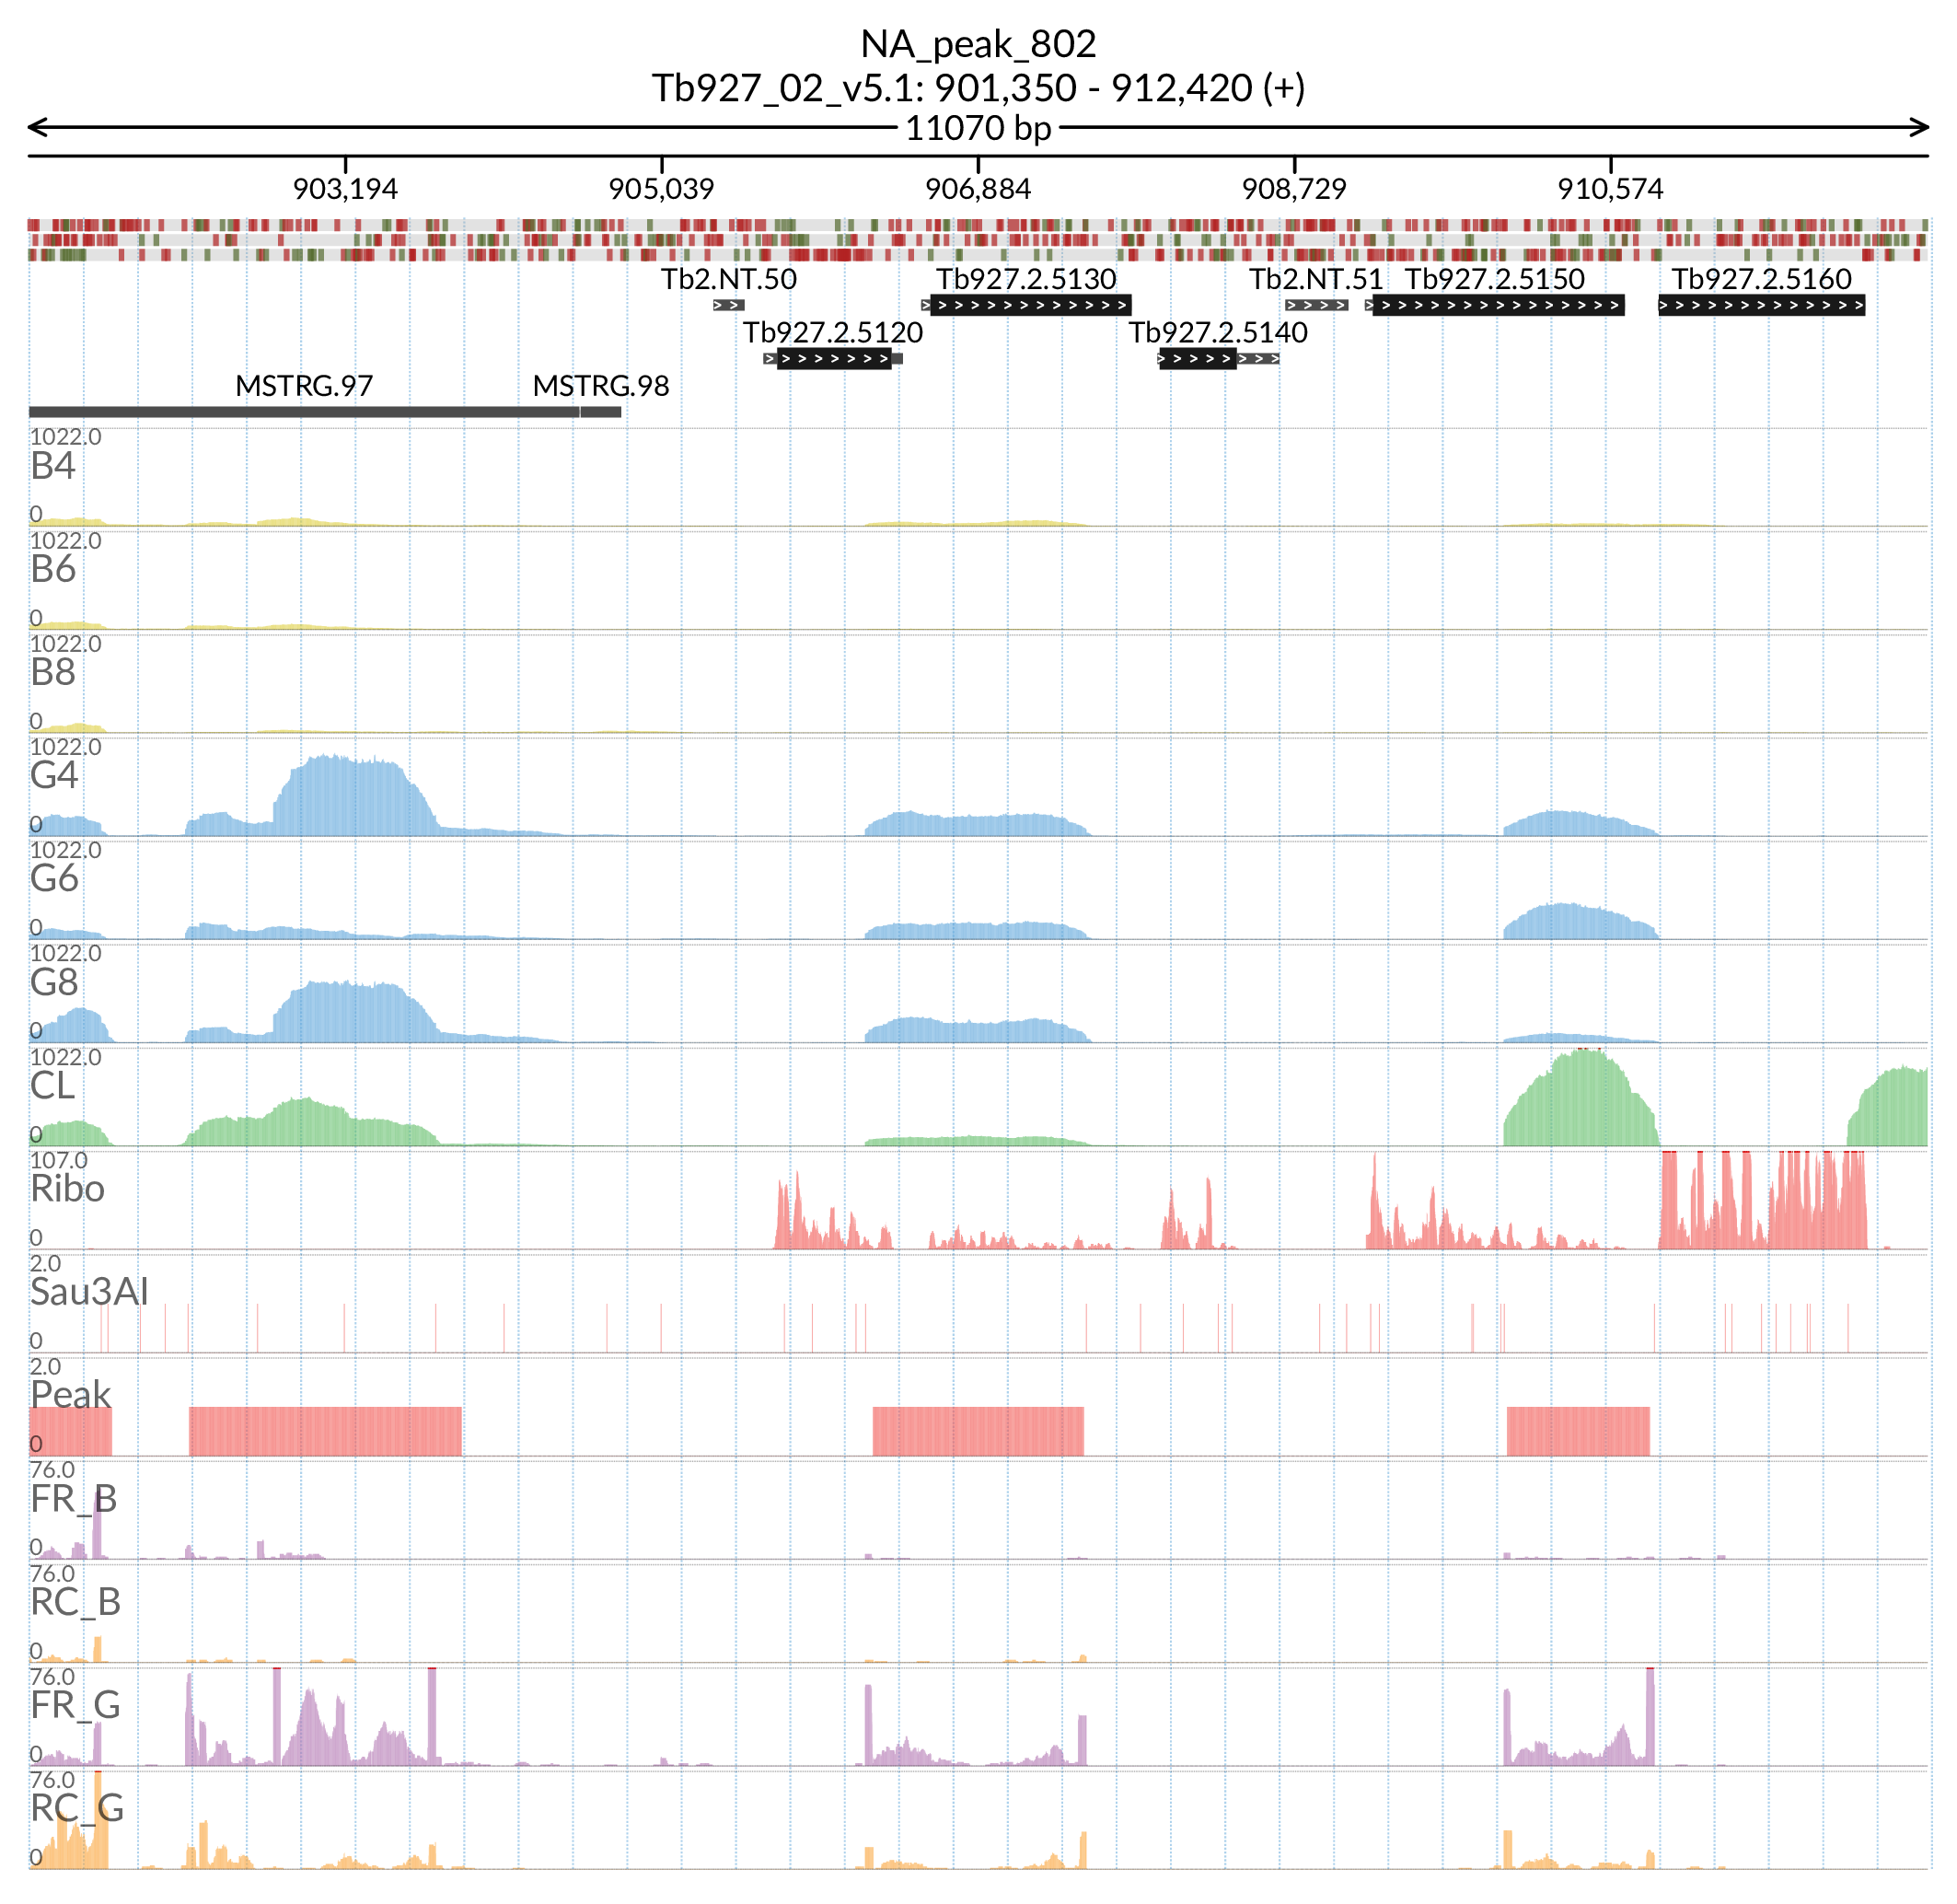 NA_peak_802
Tb927_02_v5.1: 901,350 - 912,420 (+)
11070 bp
903,194 905,039 906,884 908,729 910,574
Tb2.NT.50 Tb927.2.5130 Tb2.NT.51 Tb927.2.5150 Tb927.2.5160
Tb927.2.5120 Tb927.2.5140
MSTRG.97 MSTRG.98
1022.0
B4
0
1022.0
B6
0
1022.0
B8
0
1022.0
G4
0
1022.0
G6
0
1022.0
G8
0
1022.0
CL
0
107.0
Ribo
0
2.0
Sau3AI
0
2.0
Peak
0
76.0
FR_B
0
76.0
RC_B
0
76.0
FR_G
0
76.0
RC_G
0